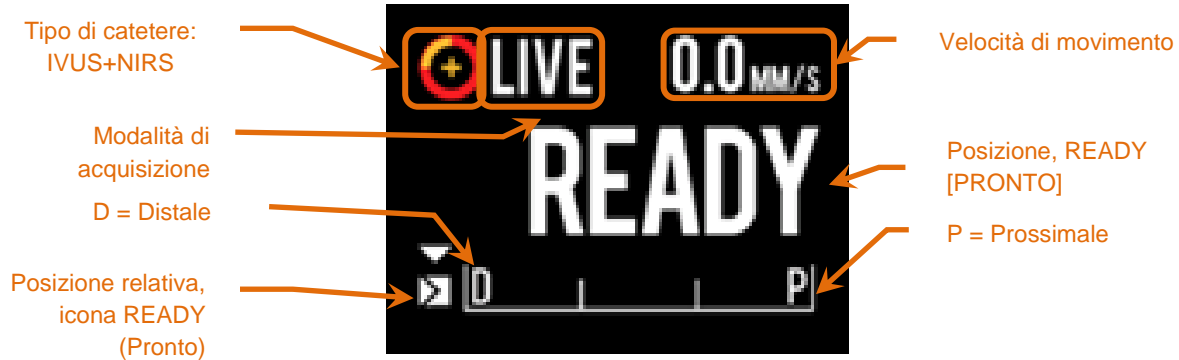 Tipo di catetere:
IVUS+NIRS
Modalità di
acquisizione
D = Distale
Posizione relativa,
icona READY
(Pronto)
LIVE 0.0 MM/S
READY
D P
Velocità di movimento
Posizione, READY
[PRONTO]
P = Prossimale